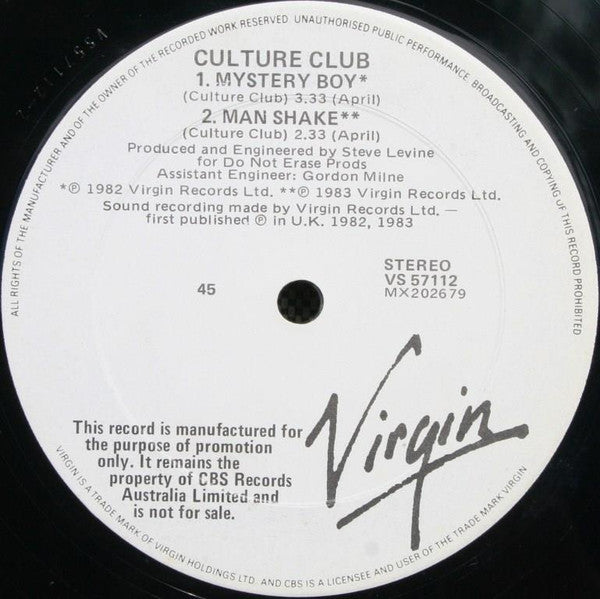 ALL RIGHTS OF THE MANUFACTURER AND OF THE OWNER OF THE RECORDED WORK RESERVED. UNAUTHORISED PUBLIC PERFORMANCE, BROADCASTING AND COPYING OF THIS RECORD PROHIBITED
CULTURE CLUB
1. MYSTERY BOY*
(Culture Club) 3.33 (April)
2. MAN SHAKE**
(Culture Club) 2.33 (April)
Produced and Engineered by Steve Levine
for Do Not Erase Prods
Assistant Engineer: Gordon Milne
*℗ 1982 Virgin Records Ltd. **℗ 1983 Virgin Records Ltd.
Sound recording made by Virgin Records Ltd. —
first published ℗ in U.K. 1982, 1983
45
STEREO
VS 57112
MX202679
This record is manufactured for
the purpose of promotion
only. It remains the
property of CBS Records
Australia Limited and
is not for sale.
Virgin
VIRGIN IS A TRADE MARK OF VIRGIN HOLDINGS LTD. AND CBS IS A LICENSEE AND USER OF THE TRADE MARK VIRGIN